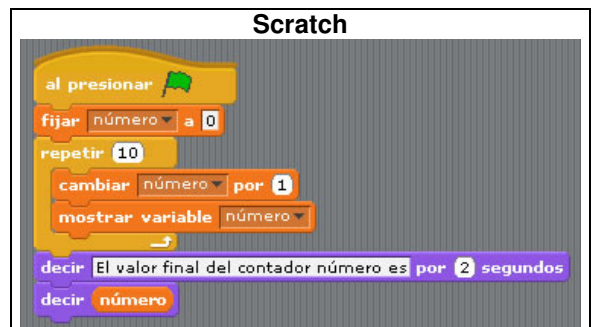 Scratch
al presionar
fijar número a 0
repetir 10
cambiar número por 1
mostrar variable número
decir El valor final del contador número es por 2 segundos
decir número